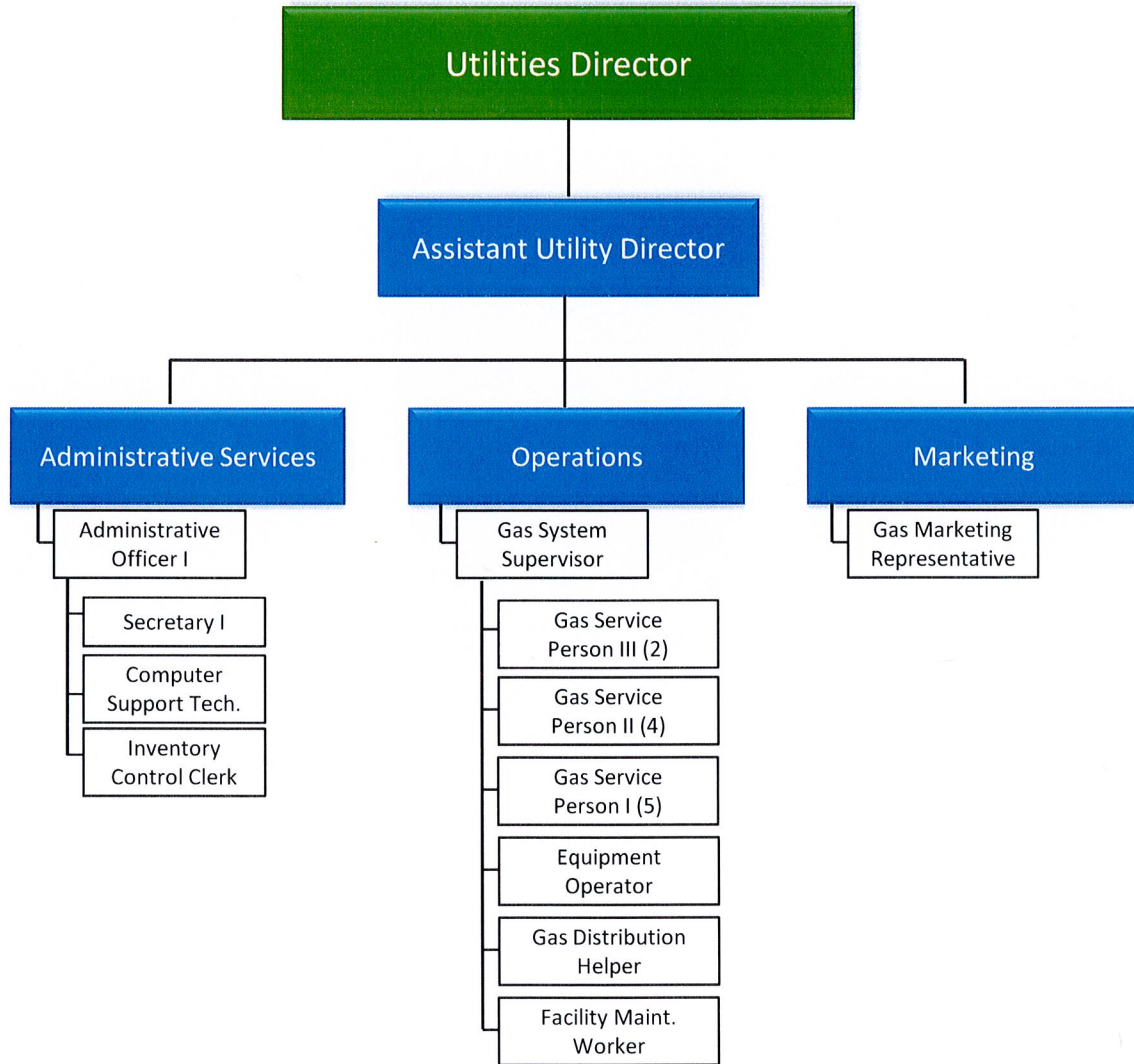 Utilities Director
Assistant Utility Director
Administrative Services
Administrative
Officer I
Secretary I
Computer
Support Tech.
Inventory
Control Clerk
Operations
Gas System
Supervisor
Gas Service
Person III (2)
Gas Service
Person II (4)
Gas Service
Person I (5)
Equipment
Operator
Gas Distribution
Helper
Facility Maint.
Worker
Marketing
Gas Marketing
Representative